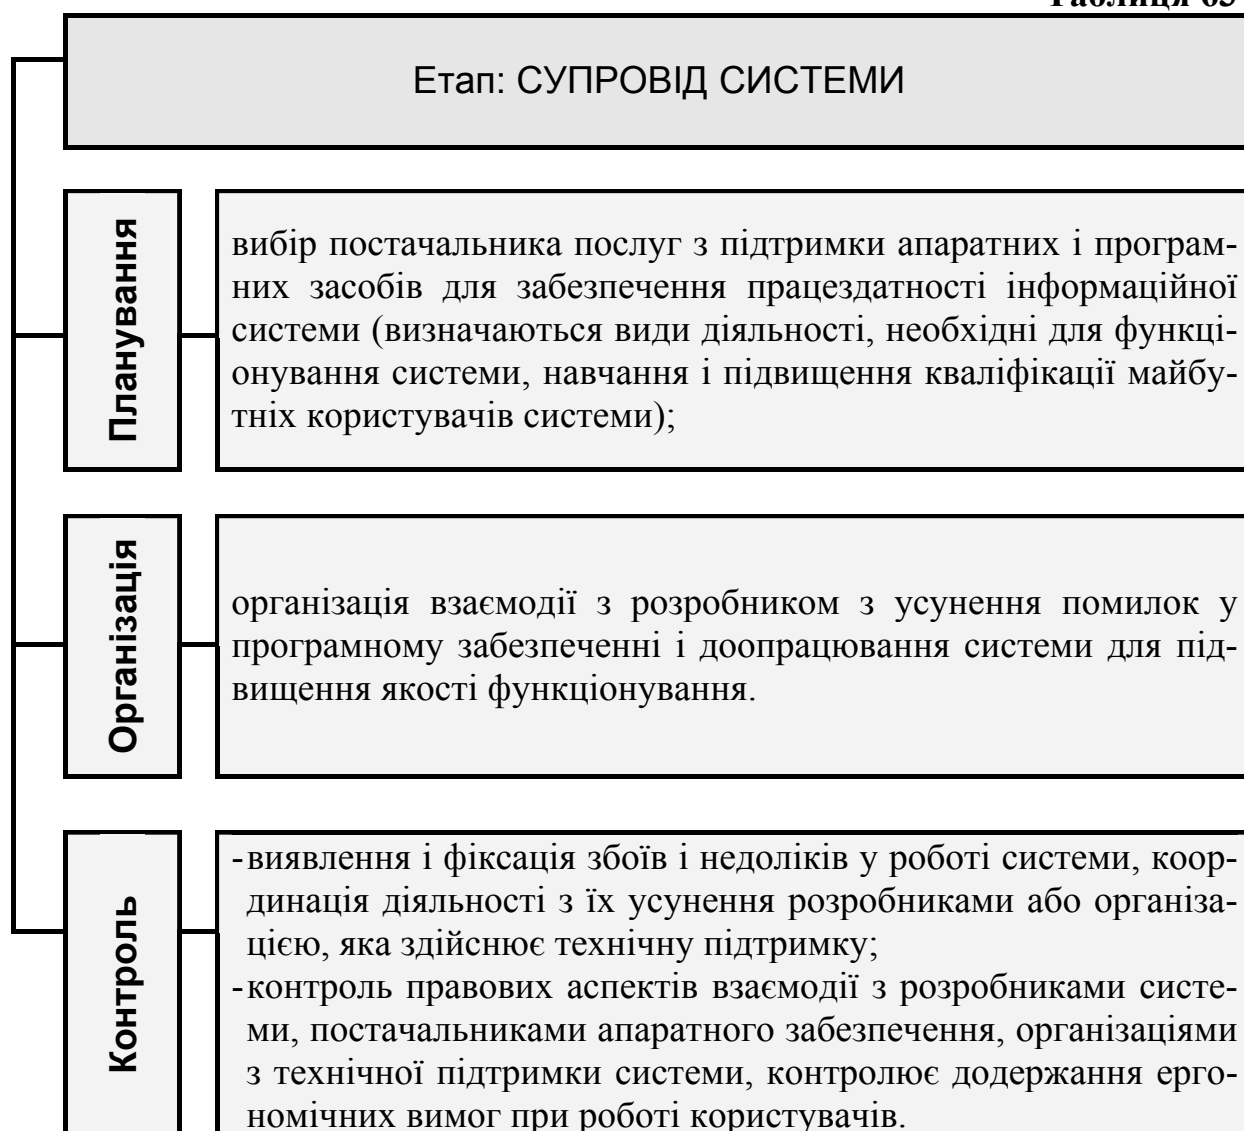 Таблиця 65
Етап: СУПРОВІД СИСТЕМИ
Планування
вибір постачальника послуг з підтримки апаратних і програм-
них засобів для забезпечення працездатності інформаційної
системи (визначаються види діяльності, необхідні для функці-
онування системи, навчання і підвищення кваліфікації майбу-
тніх користувачів системи);
Організація
організація взаємодії з розробником з усунення помилок у
програмному забезпеченні і доопрацювання системи для під-
вищення якості функціонування.
Контроль
-виявлення і фіксація збоїв і недоліків у роботі системи, коор-
динація діяльності з їх усунення розробниками або організа-
цією, яка здійснює технічну підтримку;
-контроль правових аспектів взаємодії з розробниками систе-
ми, постачальниками апаратного забезпечення, організаціями
з технічної підтримки системи, контролює додержання ерго-
номічних вимог при роботі користувачів.